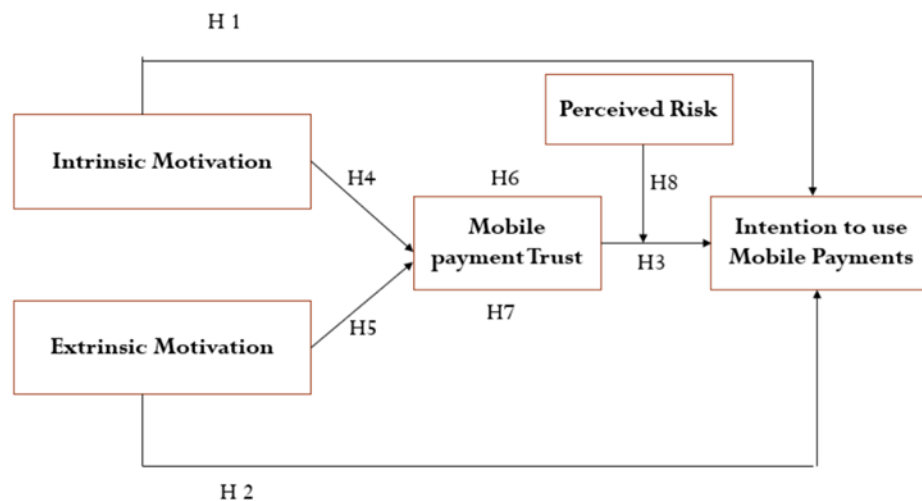 H 1
Perceived Risk
Intrinsic Motivation
H4
H6
H8
Mobile
payment Trust
Intention to use
Mobile Payments
H3
H7
H5
Extrinsic Motivation
H 2